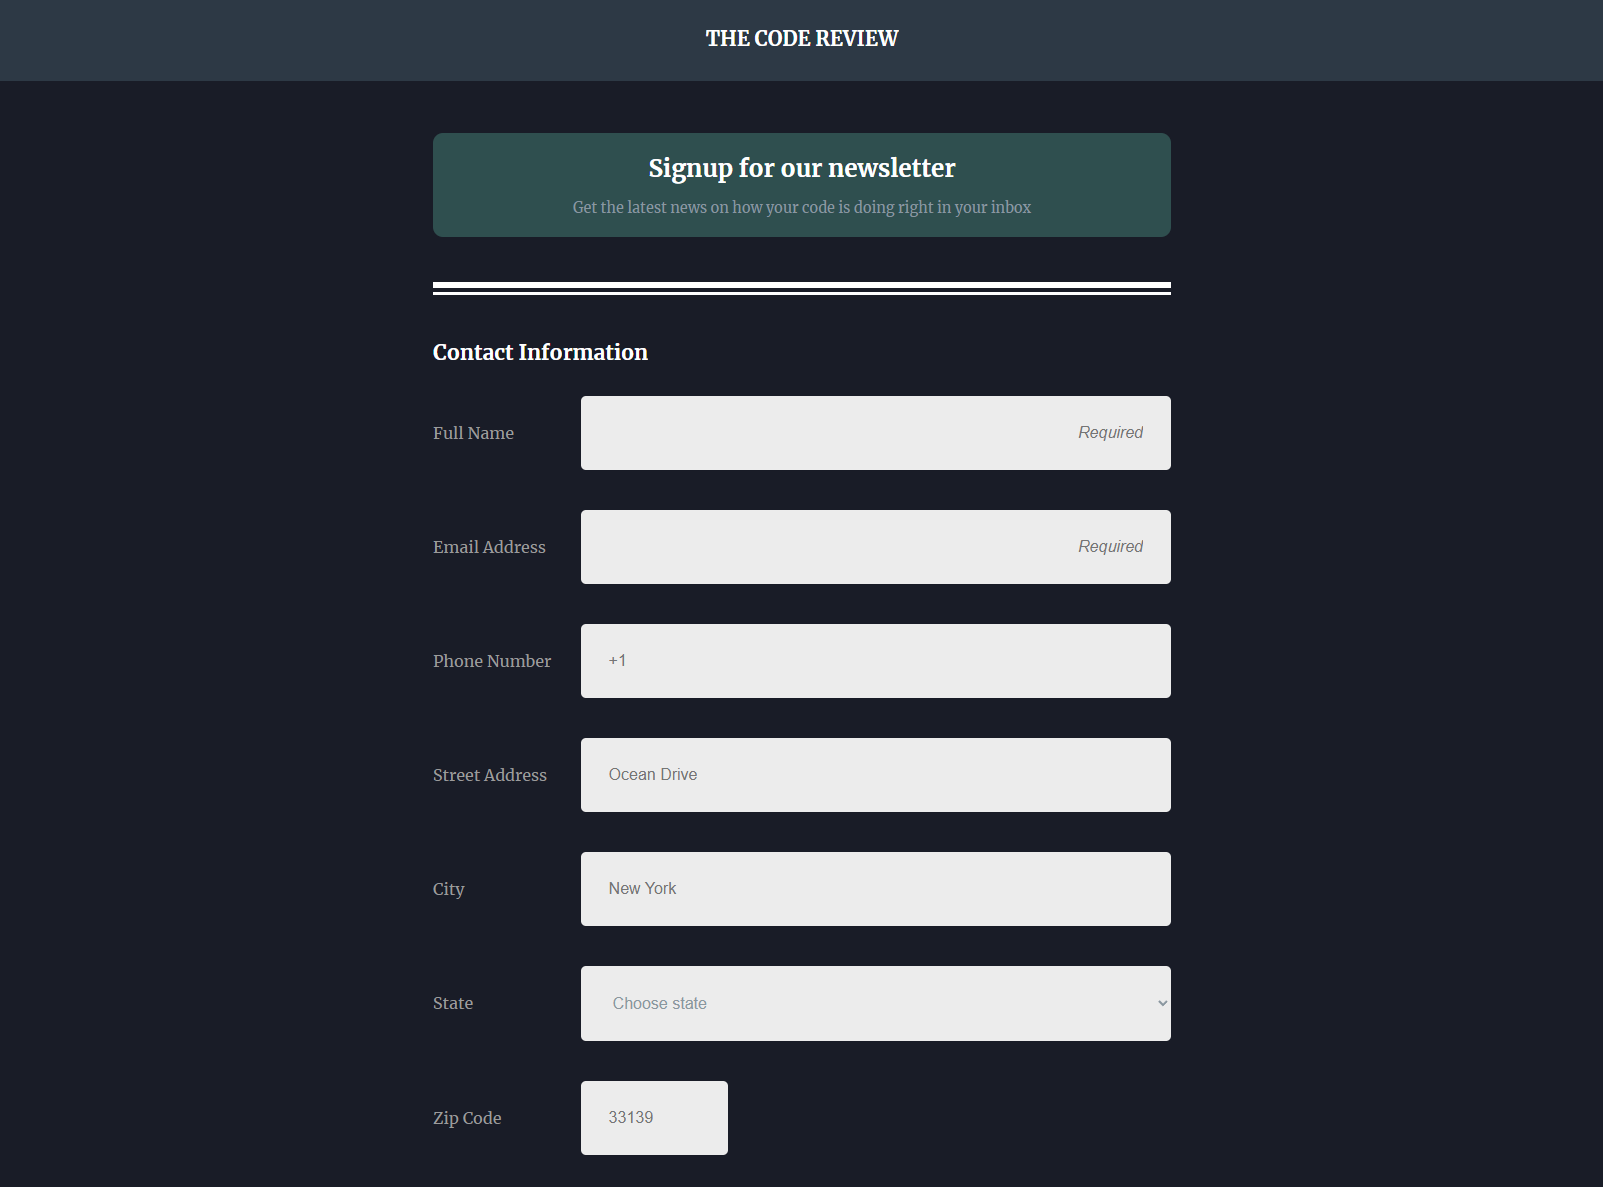 THE CODE REVIEW
Signup for our newsletter
Get the latest news on how your code is doing right in your inbox
Contact Information
Full Name Required
Email Address Required
Phone Number +1
Street Address Ocean Drive
City New York
State Choose state
Zip Code 33139